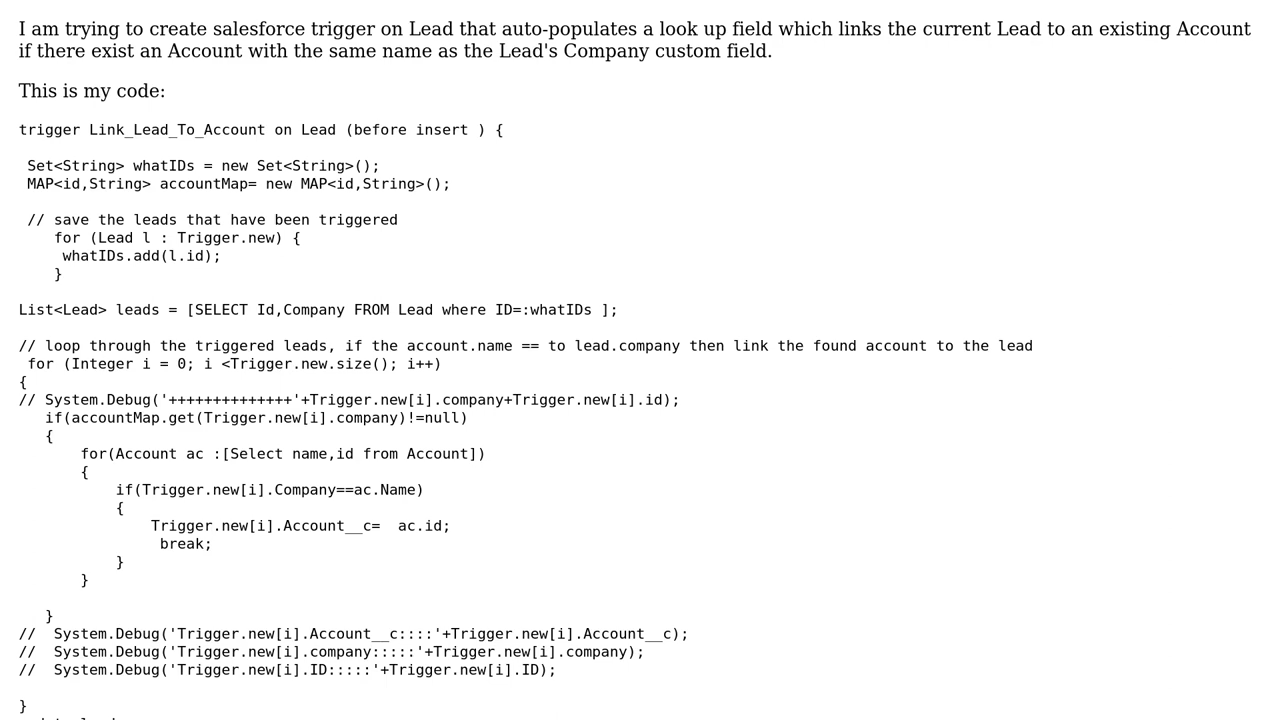 I am trying to create salesforce trigger on Lead that auto-populates a look up field which links the current Lead to an existing Account
if there exist an Account with the same name as the Lead's Company custom field.
This is my code:
trigger Link_Lead_To_Account on Lead (before insert ) {
Set<String> whatIDs = new Set<String>();
MAP<id,String> accountMap= new MAP<id,String>();
// save the leads that have been triggered
for (Lead l : Trigger.new) {
whatIDs.add(l.id);
}
List<Lead> leads = [SELECT Id,Company FROM Lead where ID=:whatIDs ];
// loop through the triggered leads, if the account.name == to lead.company then link the found account to the lead
for (Integer i = 0; i <Trigger.new.size(); i++)
{
// System.Debug('++++++++++++++'+Trigger.new[i].company+Trigger.new[i].id);
if(accountMap.get(Trigger.new[i].company)!=null)
{
for(Account ac :[Select name,id from Account])
{
if(Trigger.new[i].Company==ac.Name)
{
Trigger.new[i].Account__c=  ac.id;
break;
}
}
}
//  System.Debug('Trigger.new[i].Account__c::::'+Trigger.new[i].Account__c);
//  System.Debug('Trigger.new[i].company:::::'+Trigger.new[i].company);
//  System.Debug('Trigger.new[i].ID:::::'+Trigger.new[i].ID);
}